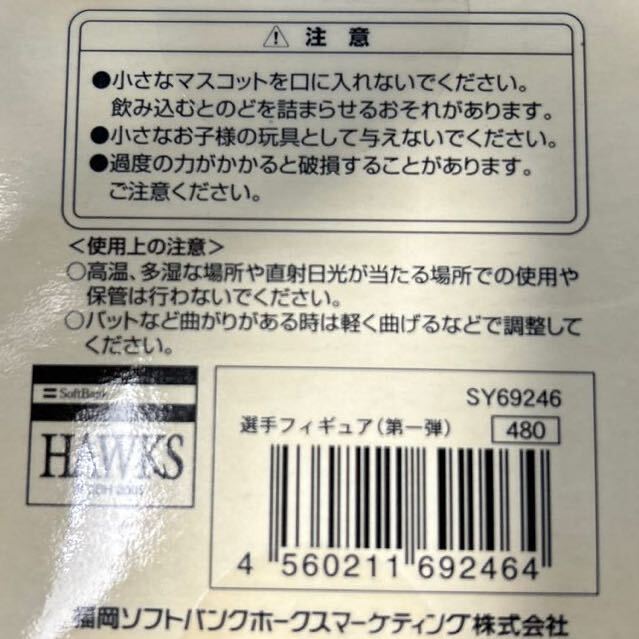 ⚠ 注意
●小さなマスコットを口に入れないでください。
飲み込むとのどを詰まらせるおそれがあります。
●小さなお子様の玩具として与えないでください。
●過度の力がかかると破損することがあります。
ご注意ください。
＜使用上の注意＞
○高温、多湿な場所や直射日光が当たる場所での使用や
保管は行わないでください。
○バットなど曲がりがある時は軽く曲げるなどで調整して
ください。
SoftBank
HAWKS
SY69246
選手フィギュア(第一弾) 480
4 560211 692464
福岡ソフトバンクホークスマーケティング株式会社